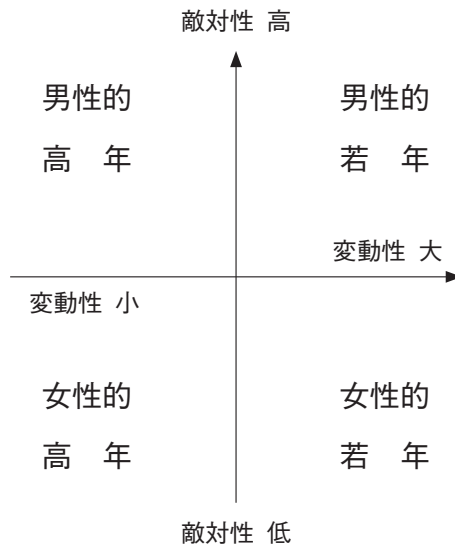 敵対性 高
男性的
高 年
男性的
若 年
変動性 大
変動性 小
女性的
高 年
女性的
若 年
敵対性 低